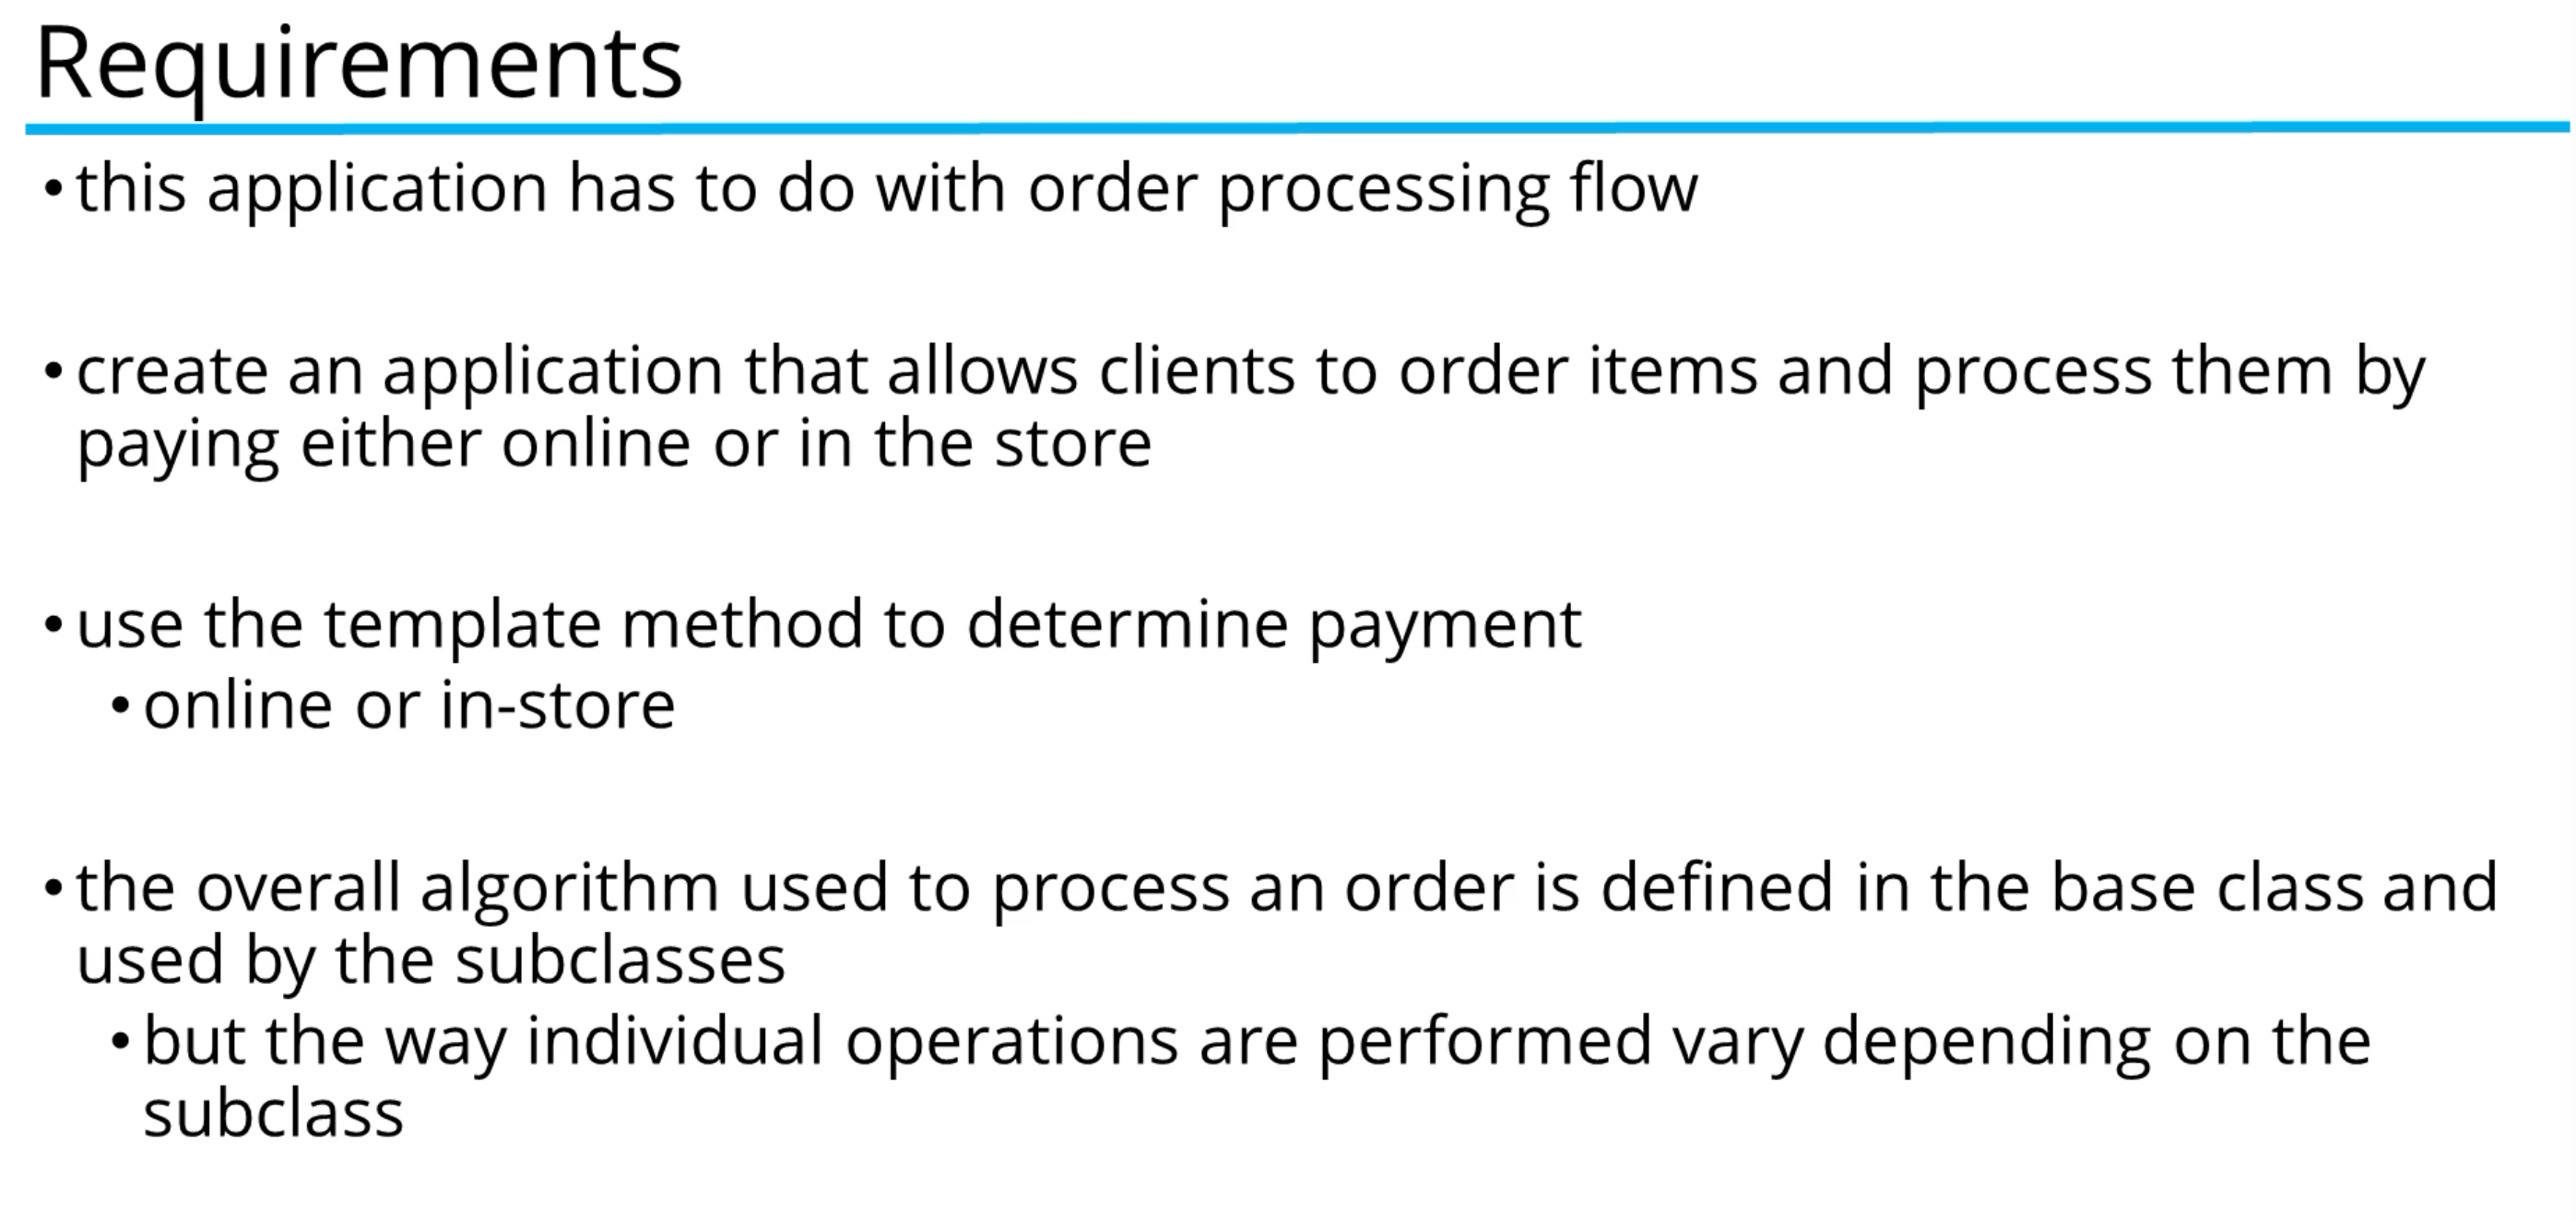 Requirements
• this application has to do with order processing flow
• create an application that allows clients to order items and process them by
paying either online or in the store
• use the template method to determine payment
• online or in-store
• the overall algorithm used to process an order is defined in the base class and
used by the subclasses
• but the way individual operations are performed vary depending on the
subclass